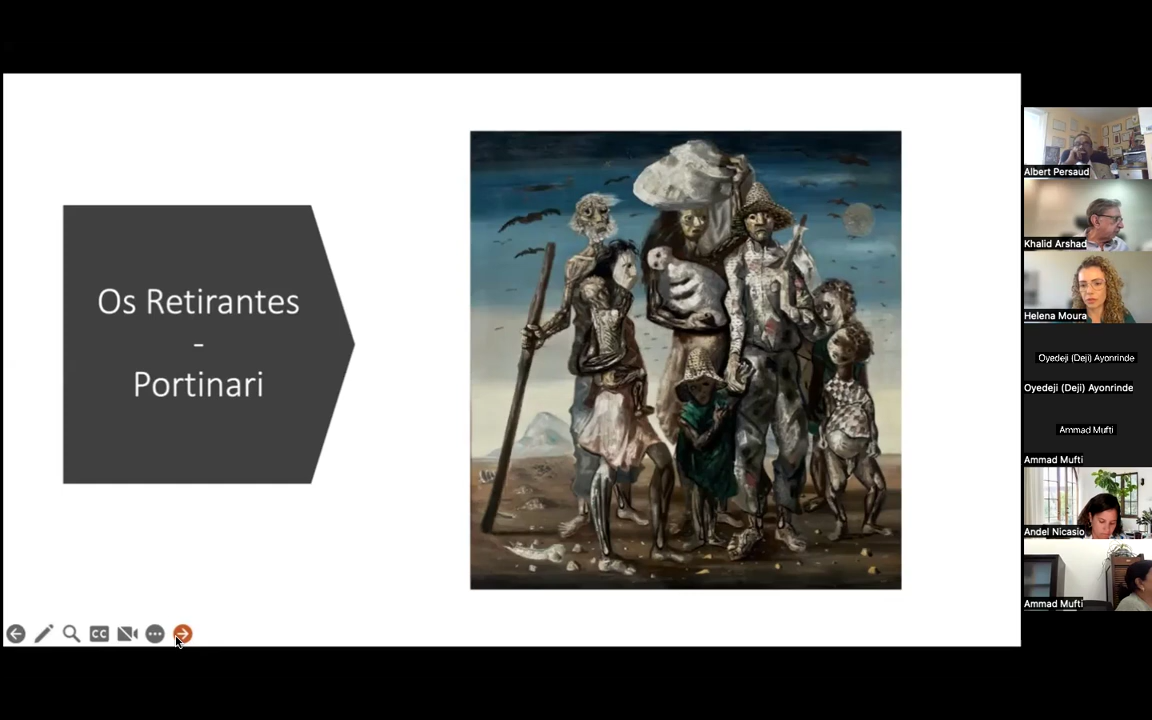 Os Retirantes
-
Portinari
CC
Albert Persaud
Khalid Arshad
Helena Moura
Oyedeji (Deji) Ayonrinde
Oyedeji (Deji) Ayonrinde
Ammad Mufti
Ammad Mufti
Andel Nicasio
Ammad Mufti